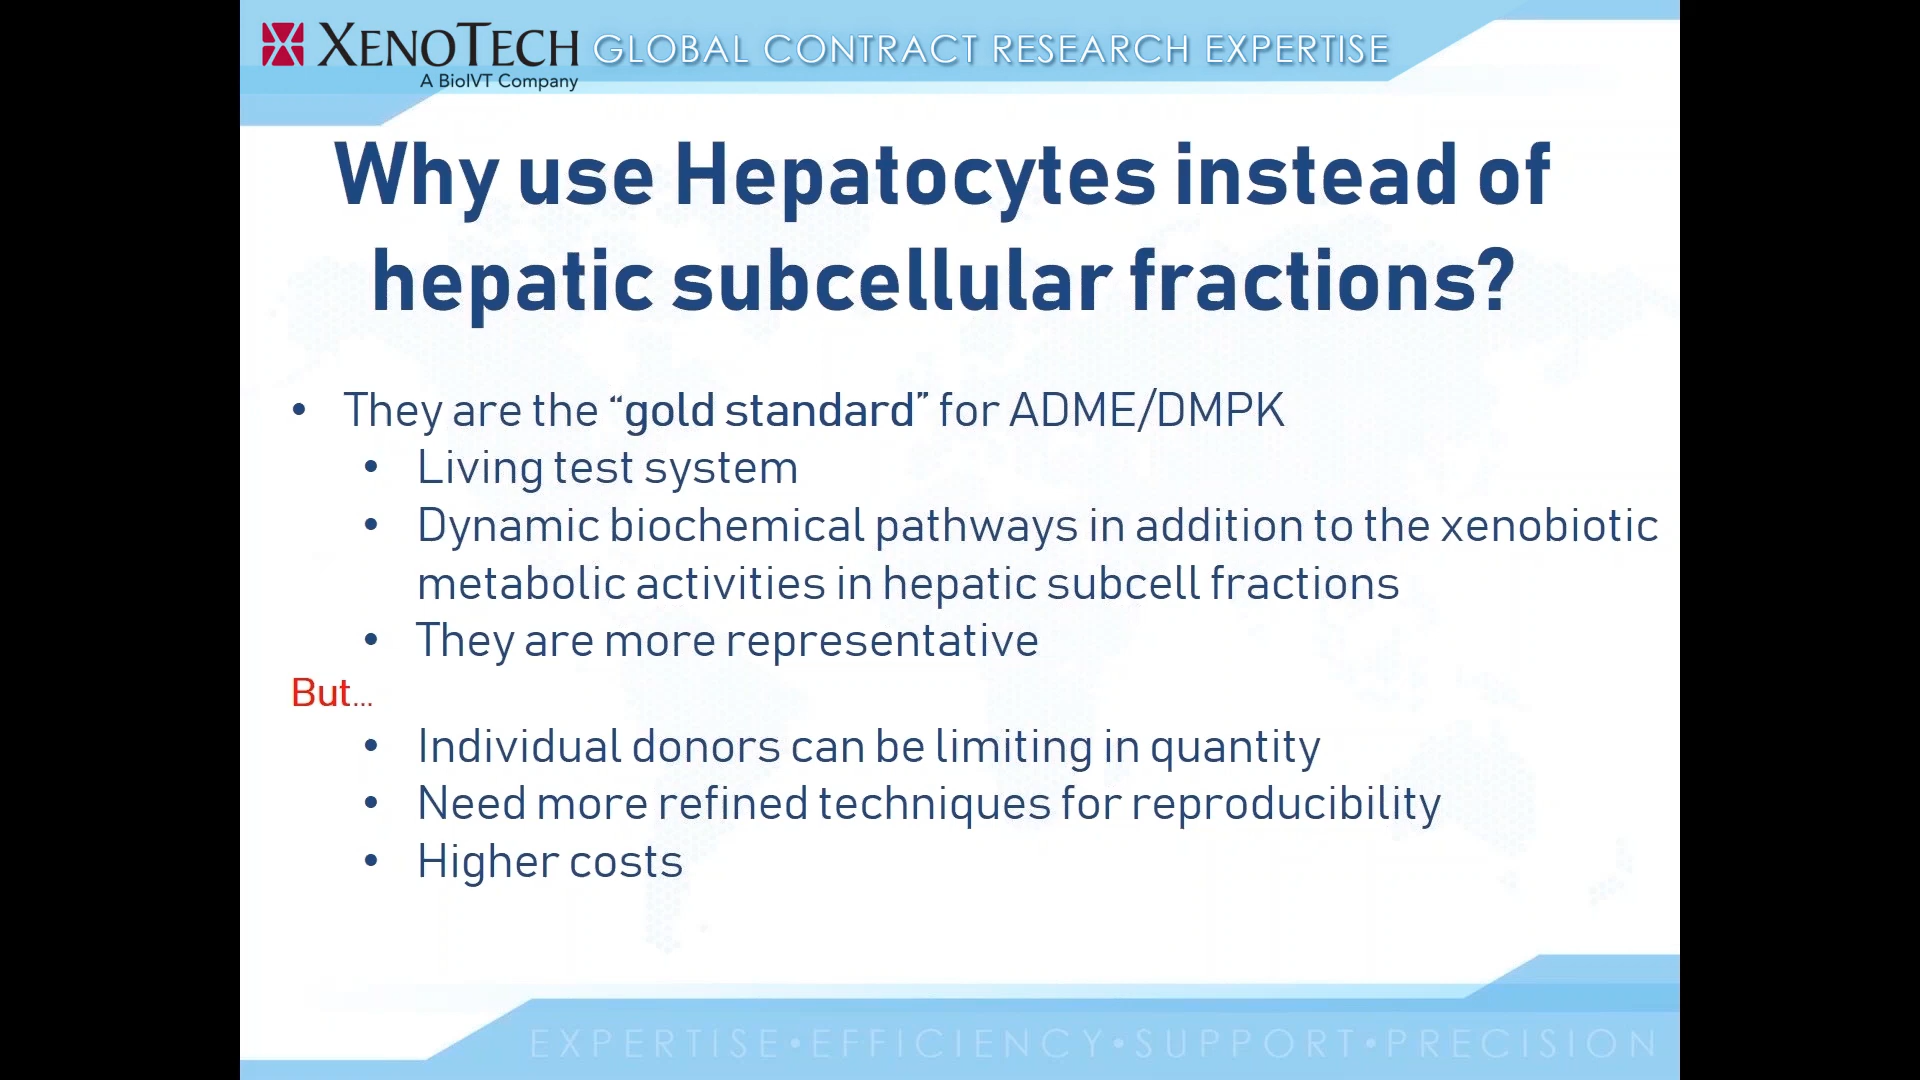 XENOTECH GLOBAL CONTRACT RESEARCH EXPERTISE
A BioIVT Company
Why use Hepatocytes instead of
hepatic subcellular fractions?
• They are the “gold standard” for ADME/DMPK
• Living test system
• Dynamic biochemical pathways in addition to the xenobiotic
metabolic activities in hepatic subcell fractions
• They are more representative
But...
• Individual donors can be limiting in quantity
• Need more refined techniques for reproducibility
• Higher costs
EXPERTISE•EFFICIENCY•SUPPORT•PRECISION